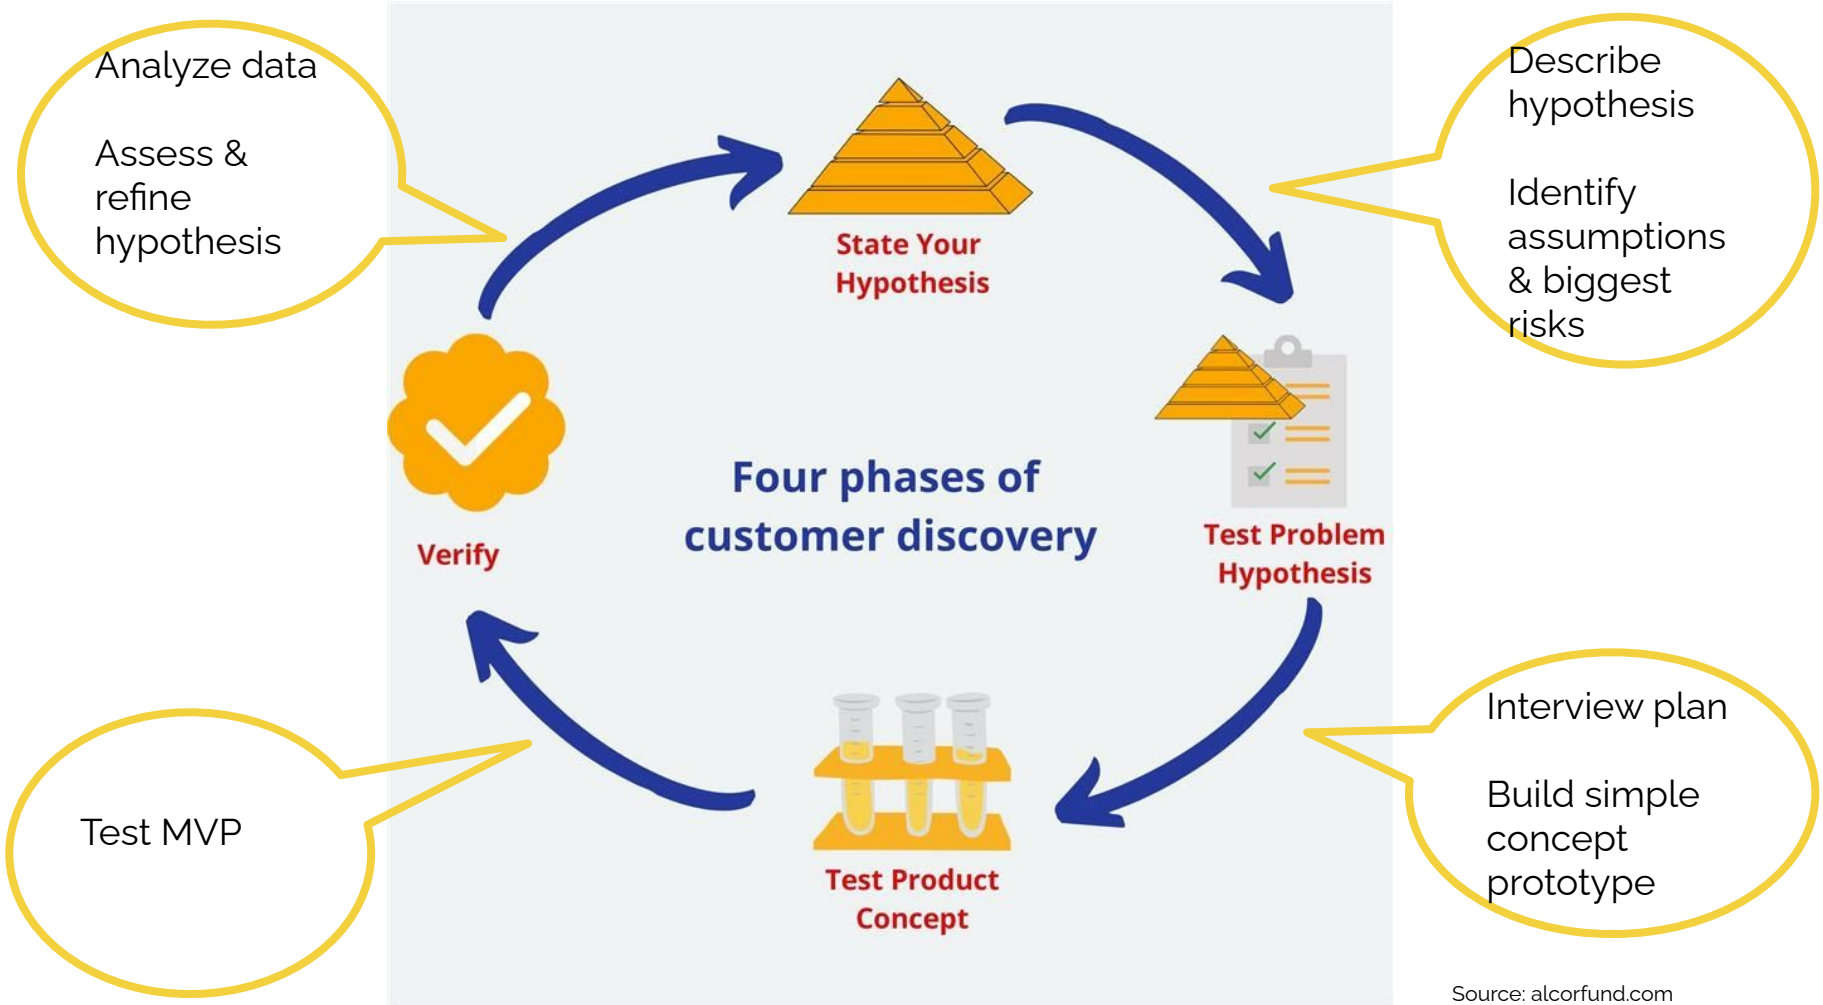 Analyze data
Assess &
refine
hypothesis
Describe
hypothesis
Identify
assumptions
& biggest
risks
State Your
Hypothesis
Four phases of
customer discovery
Verify
Test Problem
Hypothesis
Test MVP
Interview plan
Build simple
concept
prototype
Test Product
Concept
Source: alcorfund.com